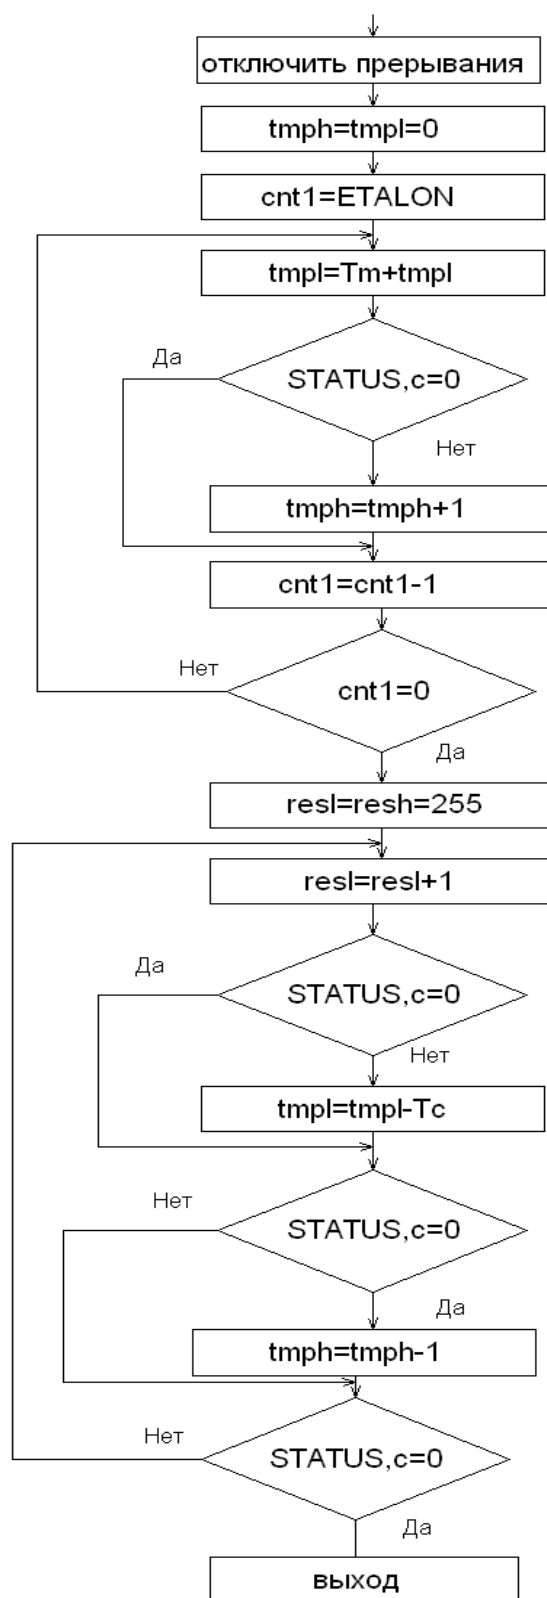 отключить прерывания
tmph=tmpl=0
cnt1=ETALON
tmpl=Tm+tmpl
Да
STATUS,c=0
Нет
tmph=tmph+1
cnt1=cnt1-1
Нет
cnt1=0
Да
resl=resh=255
resl=resl+1
Да
STATUS,c=0
Нет
tmpl=tmpl-Tc
Нет
STATUS,c=0
Да
tmph=tmph-1
Нет
STATUS,c=0
Да
выход